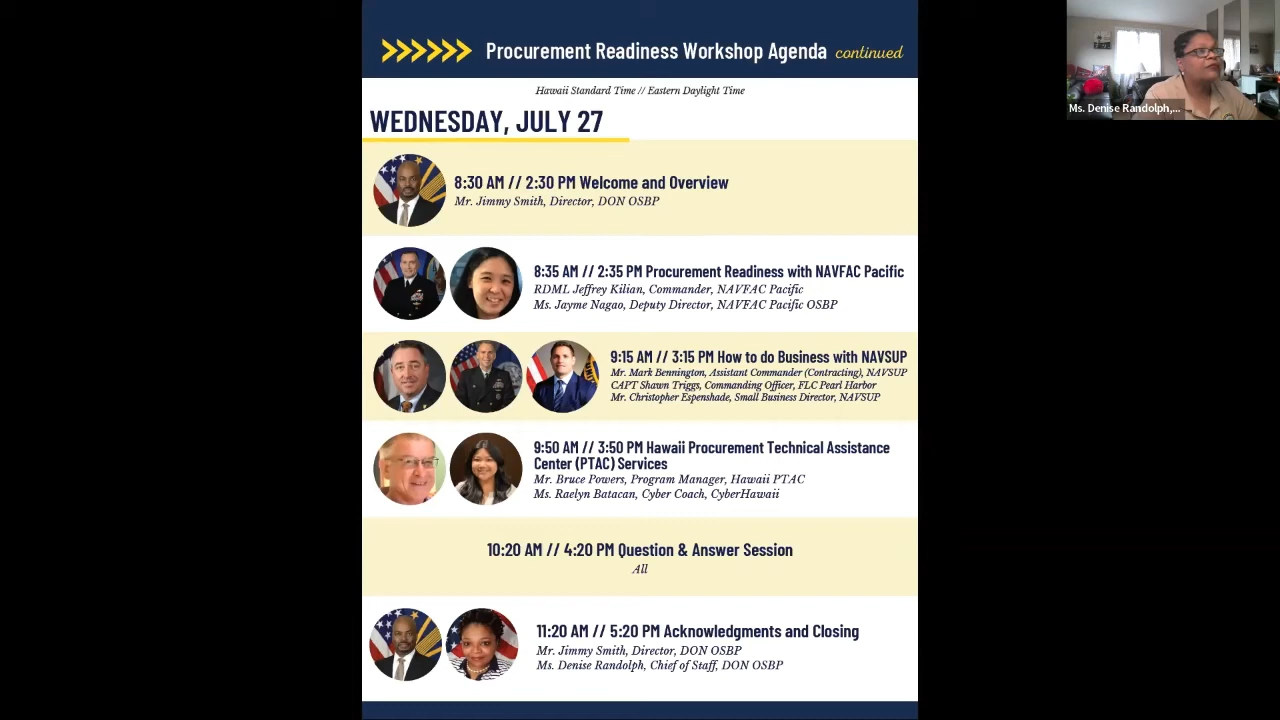 Procurement Readiness Workshop Agenda continued
Hawaii Standard Time // Eastern Daylight Time
WEDNESDAY, JULY 27
8:30 AM // 2:30 PM Welcome and Overview
Mr. Jimmy Smith, Director, DON OSBP
8:35 AM // 2:35 PM Procurement Readiness with NAVFAC Pacific
RDML Jeffrey Kilian, Commander, NAVFAC Pacific
Ms. Jayme Nagao, Deputy Director, NAVFAC Pacific OSBP
9:15 AM // 3:15 PM How to do Business with NAVSUP
Mr. Mark Bennington, Assistant Commander (Contracting), NAVSUP
CAPT Shawn Triggs, Commanding Officer, FLC Pearl Harbor
Mr. Christopher Espenshade, Small Business Director, NAVSUP
9:50 AM // 3:50 PM Hawaii Procurement Technical Assistance
Center (PTAC) Services
Mr. Bruce Powers, Program Manager, Hawaii PTAC
Ms. Raelyn Batacan, Cyber Coach, CyberHawaii
10:20 AM // 4:20 PM Question & Answer Session
All
11:20 AM // 5:20 PM Acknowledgments and Closing
Mr. Jimmy Smith, Director, DON OSBP
Ms. Denise Randolph, Chief of Staff, DON OSBP
Ms. Denise Randolph,...